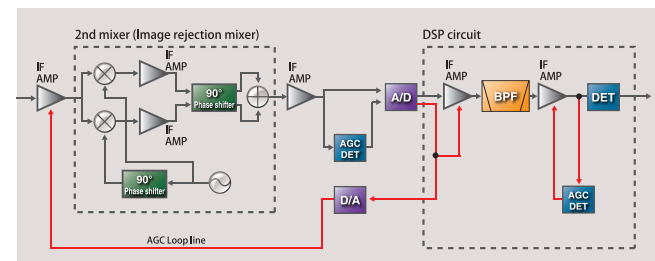 2nd mixer (Image rejection mixer)
DSP circuit
IF
AMP
IF
AMP
90°
Phase shifter
IF
AMP
IF
AMP
A/D
IF
AMP
BPF
IF
AMP
DET
AGC
DET
90°
Phase shifter
D/A
AGC
DET
AGC Loop line